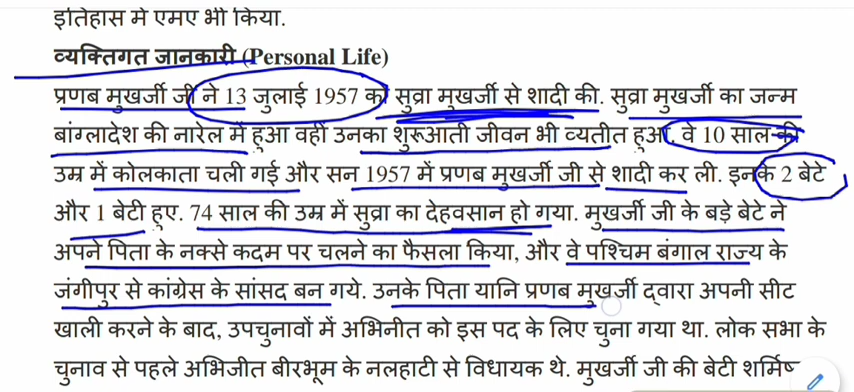 इतिहास में एमए भी किया.
व्यक्तिगत जानकारी (Personal Life)
प्रणब मुखर्जी जी ने 13 जुलाई 1957 को सुव्रा मुखर्जी से शादी की. सुव्रा मुखर्जी का जन्म
बांग्लादेश की नारेल में हुआ वहीं उनका शुरूआती जीवन भी व्यतीत हुआ. वे 10 साल की
उम्र में कोलकाता चली गई और सन 1957 में प्रणब मुखर्जी जी से शादी कर ली. इनके 2 बेटे
और 1 बेटी हुए. 74 साल की उम्र में सुव्रा का देहवसान हो गया. मुखर्जी जी के बड़े बेटे ने
अपने पिता के नक्से कदम पर चलने का फैसला किया, और वे पश्चिम बंगाल राज्य के
जंगीपुर से कांग्रेस के सांसद बन गये. उनके पिता यानि प्रणब मुखर्जी द्वारा अपनी सीट
खाली करने के बाद, उपचुनावों में अभिनीत को इस पद के लिए चुना गया था. लोक सभा के
चुनाव से पहले अभिजीत बीरभूम के नलहाटी से विधायक थे. मुखर्जी जी की बेटी